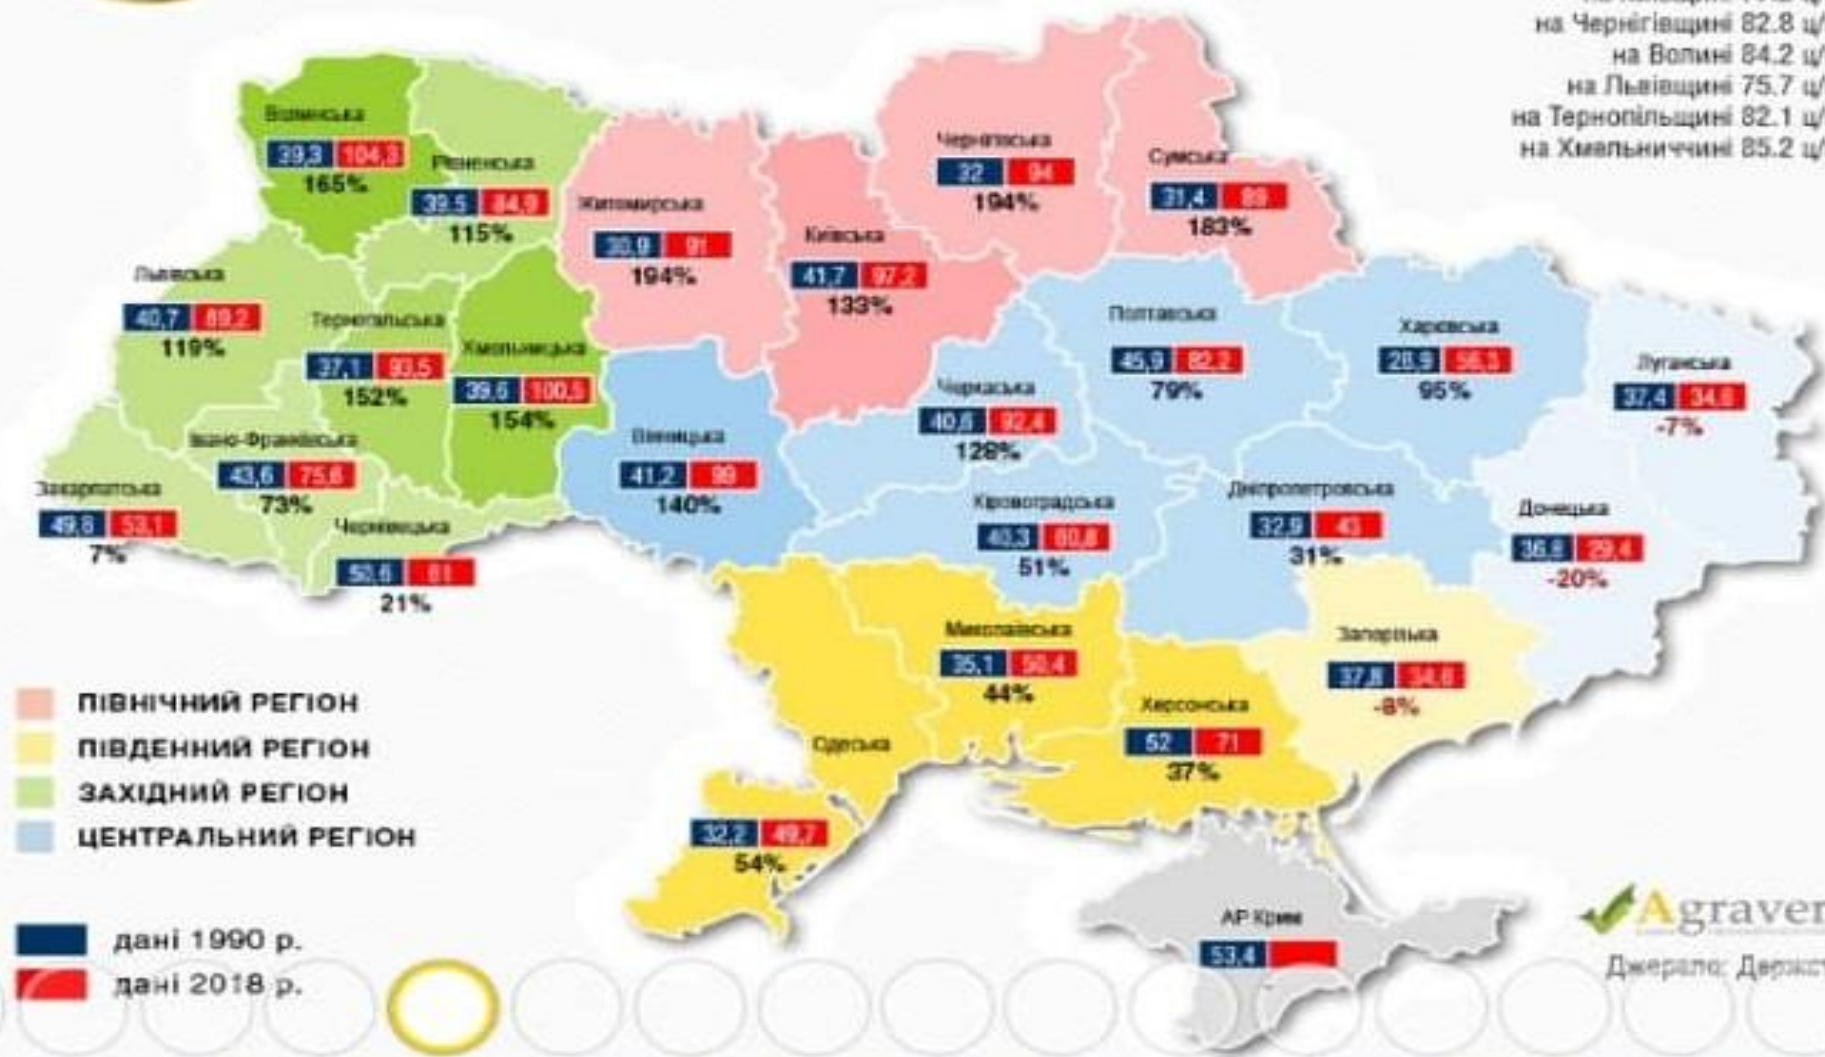 на Чернігівщині 82.8 ц/
на Волині 84.2 ц/
на Львівщині 75.7 ц/
на Тернопільщині 82.1 ц/
на Хмельниччині 85.2 ц/
Волинська
39,3 104,3
165%
Рівненська
39.5 84,9
115%
Житомирська
30,9 91
194%
Київська
41,7 97,2
133%
Чернігівська
32 94
194%
Сумська
31,4 89
183%
Львівська
40,7 89,2
119%
Тернопільська
37,1 93,5
152%
Хмельницька
39,6 100,5
154%
Івано-Франківська
43,6 75,6
73%
Закарпатська
49,8 53,1
7%
Чернівецька
50,6 61
21%
Вінницька
41,2 99
140%
Черкаська
40,6 92,4
128%
Полтавська
45,9 82,2
79%
Харківська
28,9 56,3
95%
Луганська
37,4 34,6
-7%
Кіровоградська
40,3 60,8
51%
Дніпропетровська
32,9 43
31%
Донецька
36,8 29,4
-20%
Миколаївська
35,1 50,4
44%
Запорізька
37,8 34,6
-8%
Херсонська
52 71
37%
Одеська
32,2 49,7
54%
АР Крим
53,4
ПІВНІЧНИЙ РЕГІОН
ПІВДЕННИЙ РЕГІОН
ЗАХІДНИЙ РЕГІОН
ЦЕНТРАЛЬНИЙ РЕГІОН
дані 1990 р.
дані 2018 р.
Agraver
Джерело: Держст